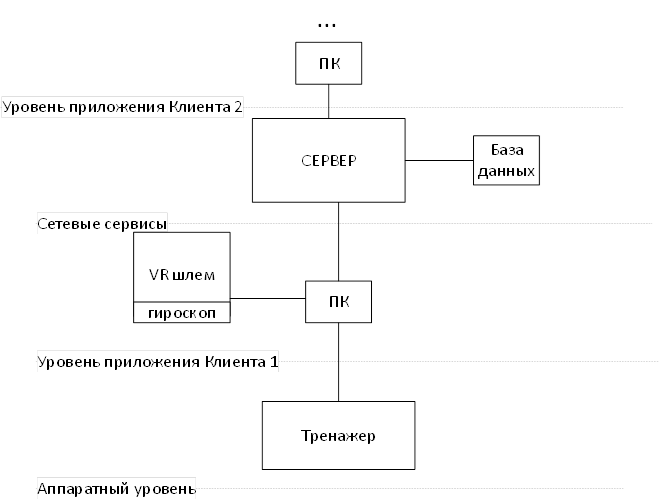 ...
ПК
Уровень приложения Клиента 2
СЕРВЕР
База
данных
Сетевые сервисы
VR шлем
гироскоп
ПК
Уровень приложения Клиента 1
Тренажер
Аппаратный уровень